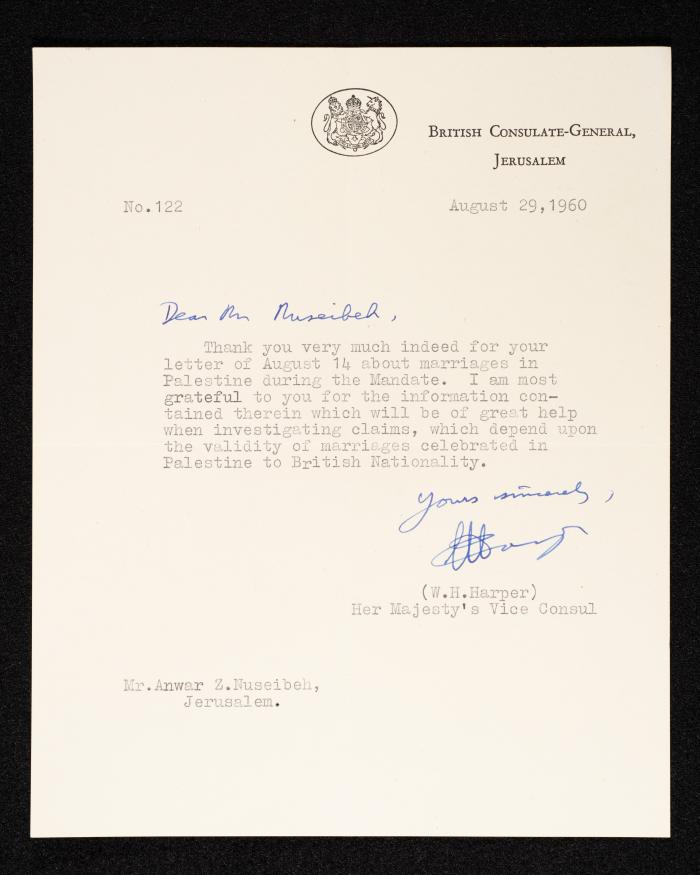 British Consulate-General,
Jerusalem
No.122
August 29,1960
Dear Mr Nuseibeh,
Thank you very much indeed for your
letter of August 14 about marriages in
Palestine during the Mandate. I am most
grateful to you for the information con-
tained therein which will be of great help
when investigating claims, which depend upon
the validity of marriages celebrated in
Palestine to British Nationality.
Yours sincerely,
(W.H.Harper)
Her Majesty's Vice Consul
Mr.Anwar Z.Nuseibeh,
Jerusalem.